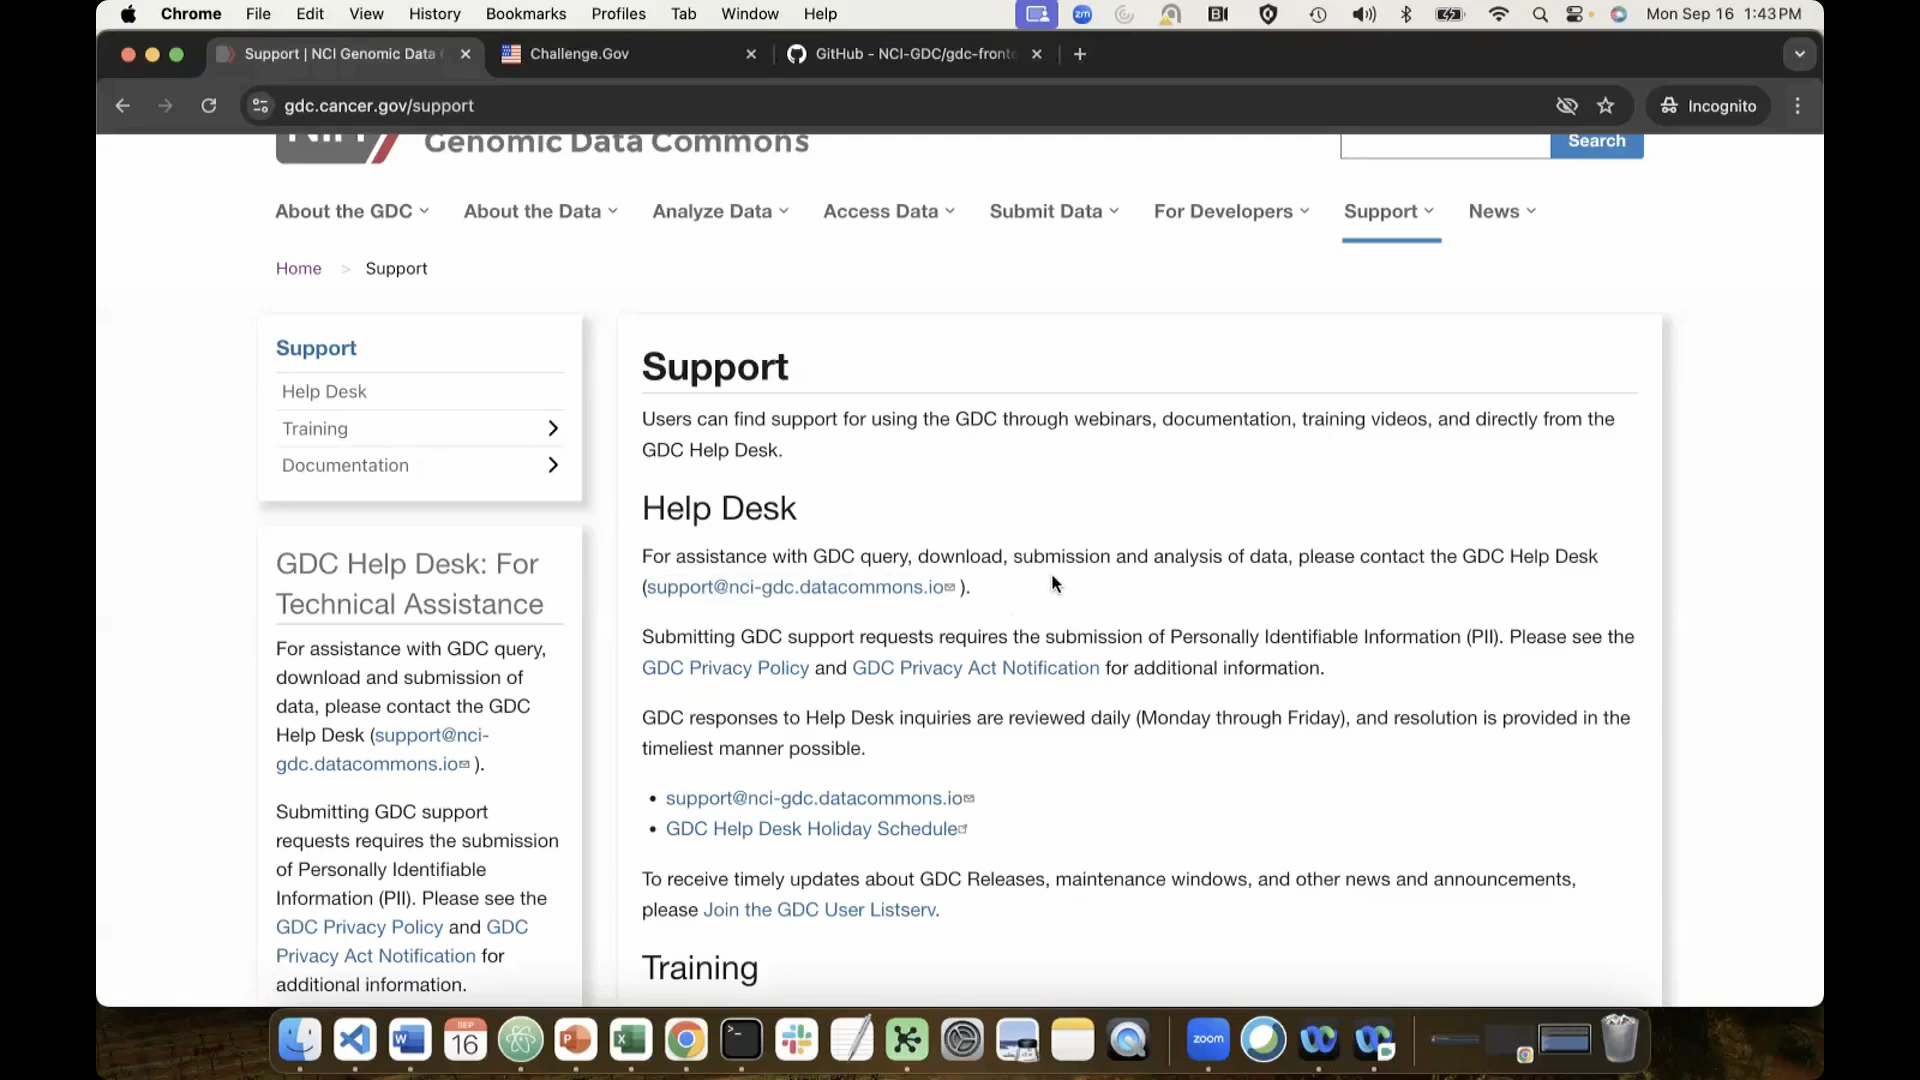 Chrome File Edit View History Bookmarks Profiles Tab Window Help zm Mon Sep 16 1:43 PM
Support | NCI Genomic Data Challenge.Gov GitHub - NCI-GDC/gdc-front
gdc.cancer.gov/support Incognito
NIH Genomic Data Commons Search
About the GDC About the Data Analyze Data Access Data Submit Data For Developers Support News
Home > Support
Support
Help Desk
Training
Documentation
GDC Help Desk: For
Technical Assistance
For assistance with GDC query,
download and submission of
data, please contact the GDC
Help Desk (support@nci-
gdc.datacommons.io ).
Submitting GDC support
requests requires the submission
of Personally Identifiable
Information (PII). Please see the
GDC Privacy Policy and GDC
Privacy Act Notification for
additional information.
Support
Users can find support for using the GDC through webinars, documentation, training videos, and directly from the
GDC Help Desk.
Help Desk
For assistance with GDC query, download, submission and analysis of data, please contact the GDC Help Desk
(support@nci-gdc.datacommons.io ).
Submitting GDC support requests requires the submission of Personally Identifiable Information (PII). Please see the
GDC Privacy Policy and GDC Privacy Act Notification for additional information.
GDC responses to Help Desk inquiries are reviewed daily (Monday through Friday), and resolution is provided in the
timeliest manner possible.
• support@nci-gdc.datacommons.io
• GDC Help Desk Holiday Schedule
To receive timely updates about GDC Releases, maintenance windows, and other news and announcements,
please Join the GDC User Listserv.
Training
SEP
16
zoom